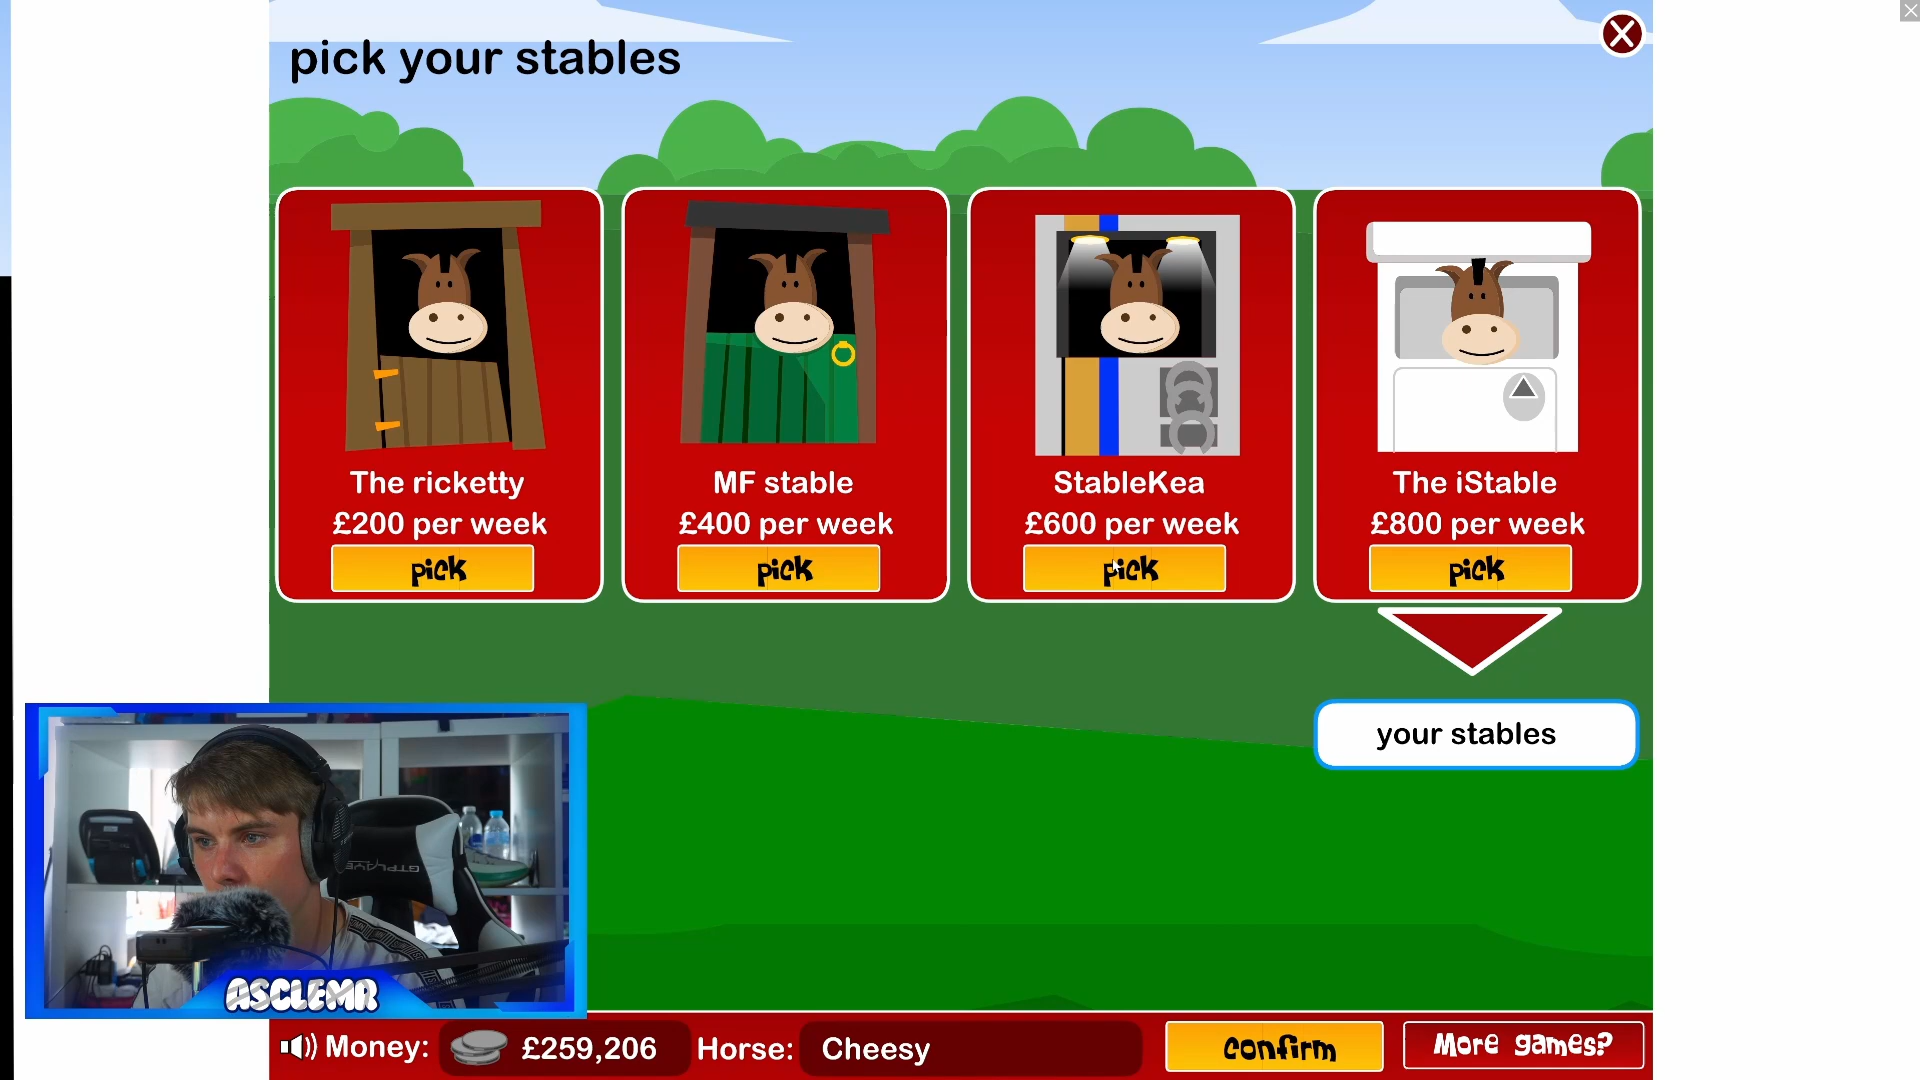 pick your stables
The ricketty
£200 per week
pick
MF stable
£400 per week
pick
StableKea
£600 per week
pick
The iStable
£800 per week
pick
your stables
GTPLAYER
ASCLEMR
Money: £259,206 Horse: Cheesy
confirm
More games?